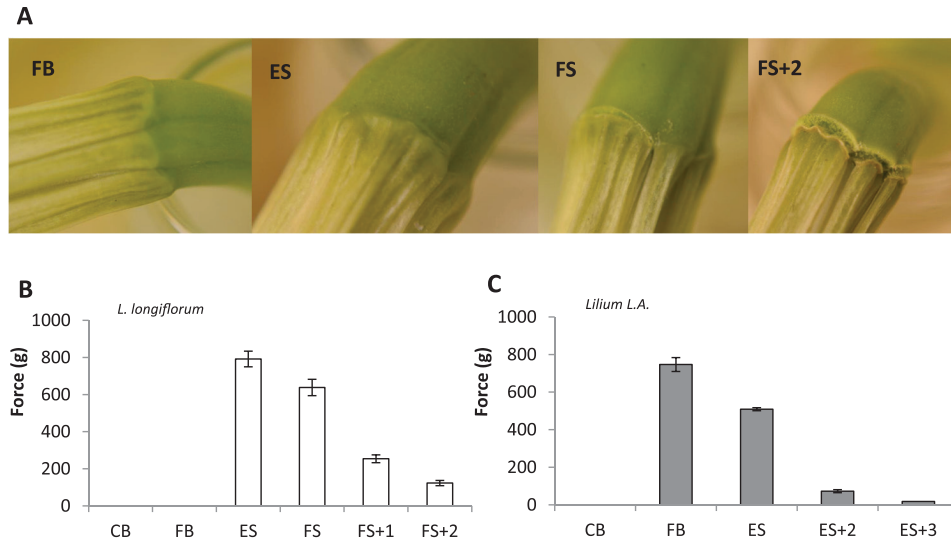 A
FB
ES
FS
FS+2
B
L. longiflorum
Force (g)
1000
800
600
400
200
0
CB FB ES FS FS+1 FS+2
C
Lilium L.A.
Force (g)
1000
800
600
400
200
0
CB FB ES ES+2 ES+3